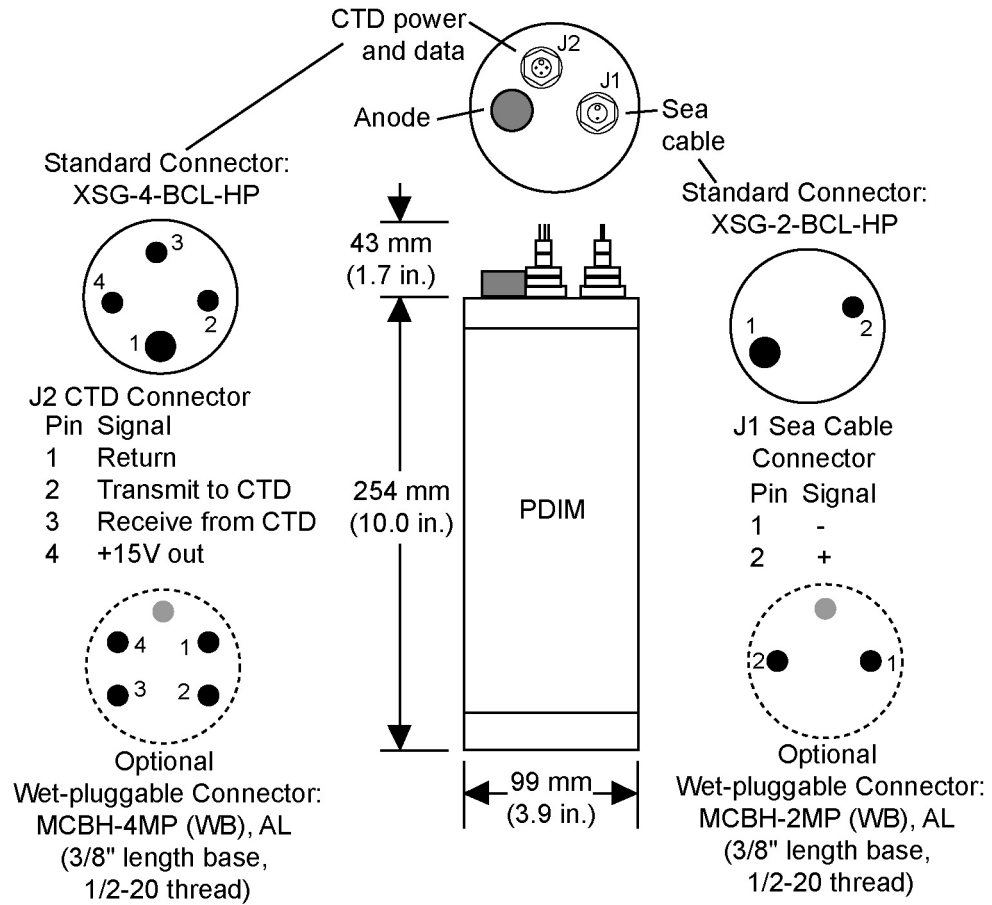 CTD power
and data
J2
J1
Anode
Sea
cable
Standard Connector:
XSG-4-BCL-HP
3
4
2
1
J2 CTD Connector
Pin Signal
1 Return
2 Transmit to CTD
3 Receive from CTD
4 +15V out
4
1
3
2
Optional
Wet-pluggable Connector:
MCBH-4MP (WB), AL
(3/8" length base,
1/2-20 thread)
43 mm
(1.7 in.)
254 mm
(10.0 in.)
PDIM
99 mm
(3.9 in.)
Standard Connector:
XSG-2-BCL-HP
1
2
J1 Sea Cable
Connector
Pin Signal
1 -
2 +
2
1
Optional
Wet-pluggable Connector:
MCBH-2MP (WB), AL
(3/8" length base,
1/2-20 thread)